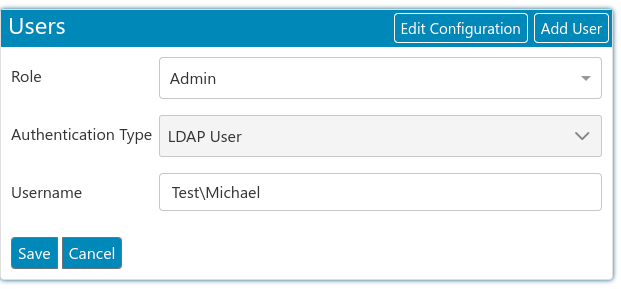 Users Edit Configuration Add User
Role Admin
Authentication Type LDAP User
Username Test\Michael
Save Cancel